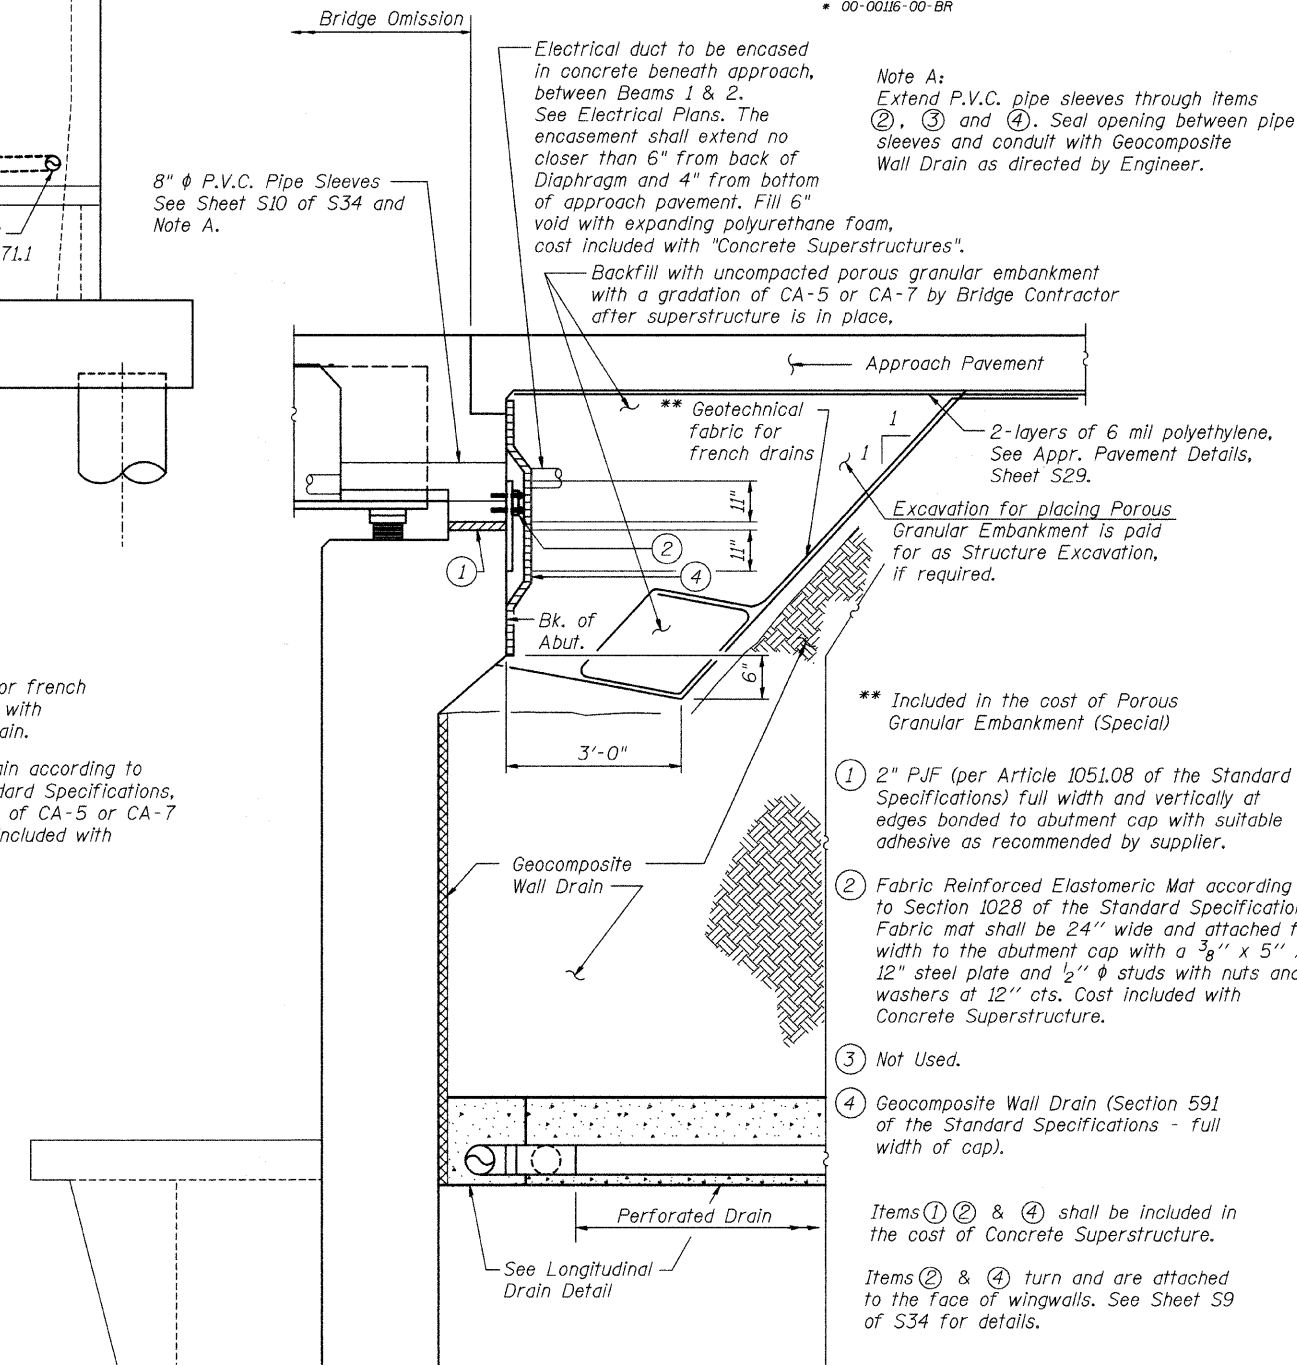 * 00-00116-00-BR
Bridge Omission
Electrical duct to be encased
in concrete beneath approach,
between Beams 1 & 2.
See Electrical Plans. The
encasement shall extend no
closer than 6" from back of
Diaphragm and 4" from bottom
of approach pavement. Fill 6"
void with expanding polyurethane foam,
cost included with "Concrete Superstructures".
Note A:
Extend P.V.C. pipe sleeves through items
②, ③ and ④. Seal opening between pipe
sleeves and conduit with Geocomposite
Wall Drain as directed by Engineer.
8" ϕ P.V.C. Pipe Sleeves
See Sheet S10 of S34 and
Note A.
71.1
Backfill with uncompacted porous granular embankment
with a gradation of CA-5 or CA-7 by Bridge Contractor
after superstructure is in place,
Approach Pavement
** Geotechnical
fabric for
french drains
1
1
2-layers of 6 mil polyethylene,
See Appr. Pavement Details,
Sheet S29.
11"
11"
Excavation for placing Porous
Granular Embankment is paid
for as Structure Excavation,
if required.
①
②
④
Bk. of
Abut.
6"
3'-0"
or french
with
ain.
ain according to
dard Specifications,
of CA-5 or CA-7
included with
** Included in the cost of Porous
Granular Embankment (Special)
① 2" PJF (per Article 1051.08 of the Standard
Specifications) full width and vertically at
edges bonded to abutment cap with suitable
adhesive as recommended by supplier.
Geocomposite
Wall Drain
② Fabric Reinforced Elastomeric Mat according
to Section 1028 of the Standard Specification
Fabric mat shall be 24" wide and attached f
width to the abutment cap with a 3/8" x 5"
12" steel plate and 1/2" ϕ studs with nuts and
washers at 12" cts. Cost included with
Concrete Superstructure.
③ Not Used.
④ Geocomposite Wall Drain (Section 591
of the Standard Specifications - full
width of cap).
Perforated Drain
See Longitudinal
Drain Detail
Items ① ② & ④ shall be included in
the cost of Concrete Superstructure.
Items ② & ④ turn and are attached
to the face of wingwalls. See Sheet S9
of S34 for details.